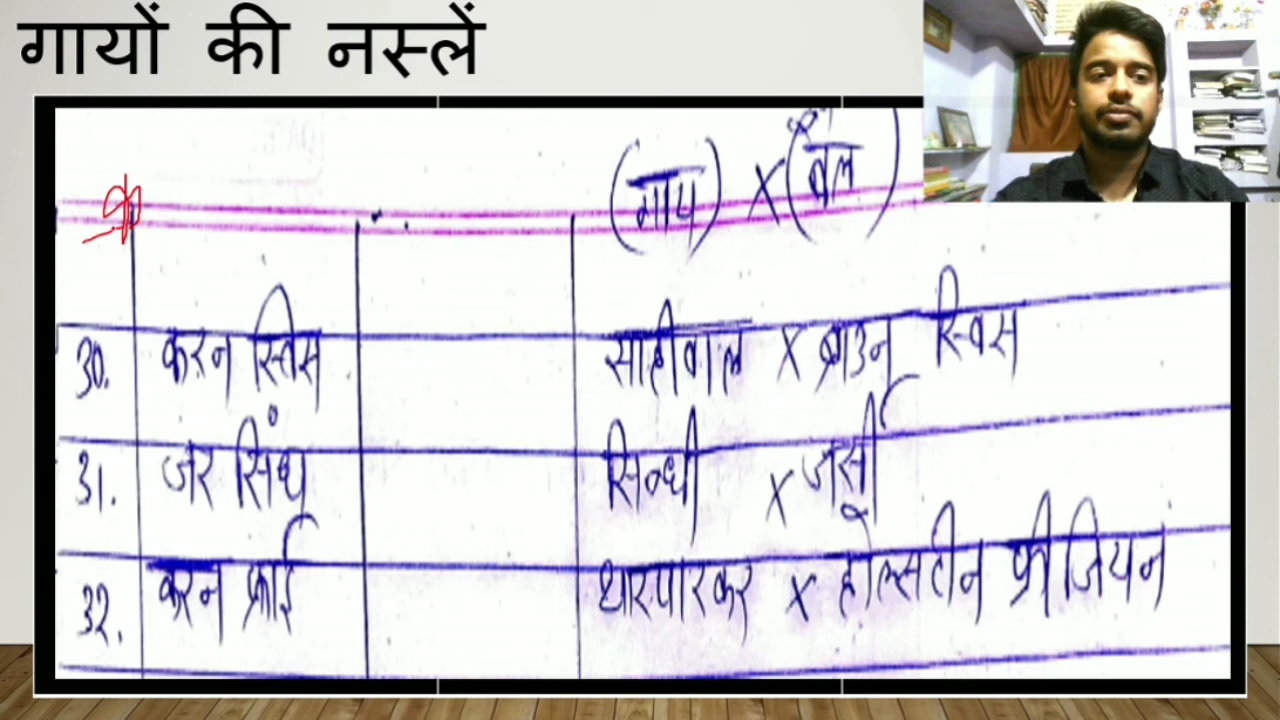 गायों की नस्लें
(गाय) X (बैल)
30. करन स्विस साहीवाल X ब्राउन स्विस
31. जर सिंध सिन्धी X जर्सी
32. करन फ्राई थारपारकर X होल्सटीन फ्रीजियन